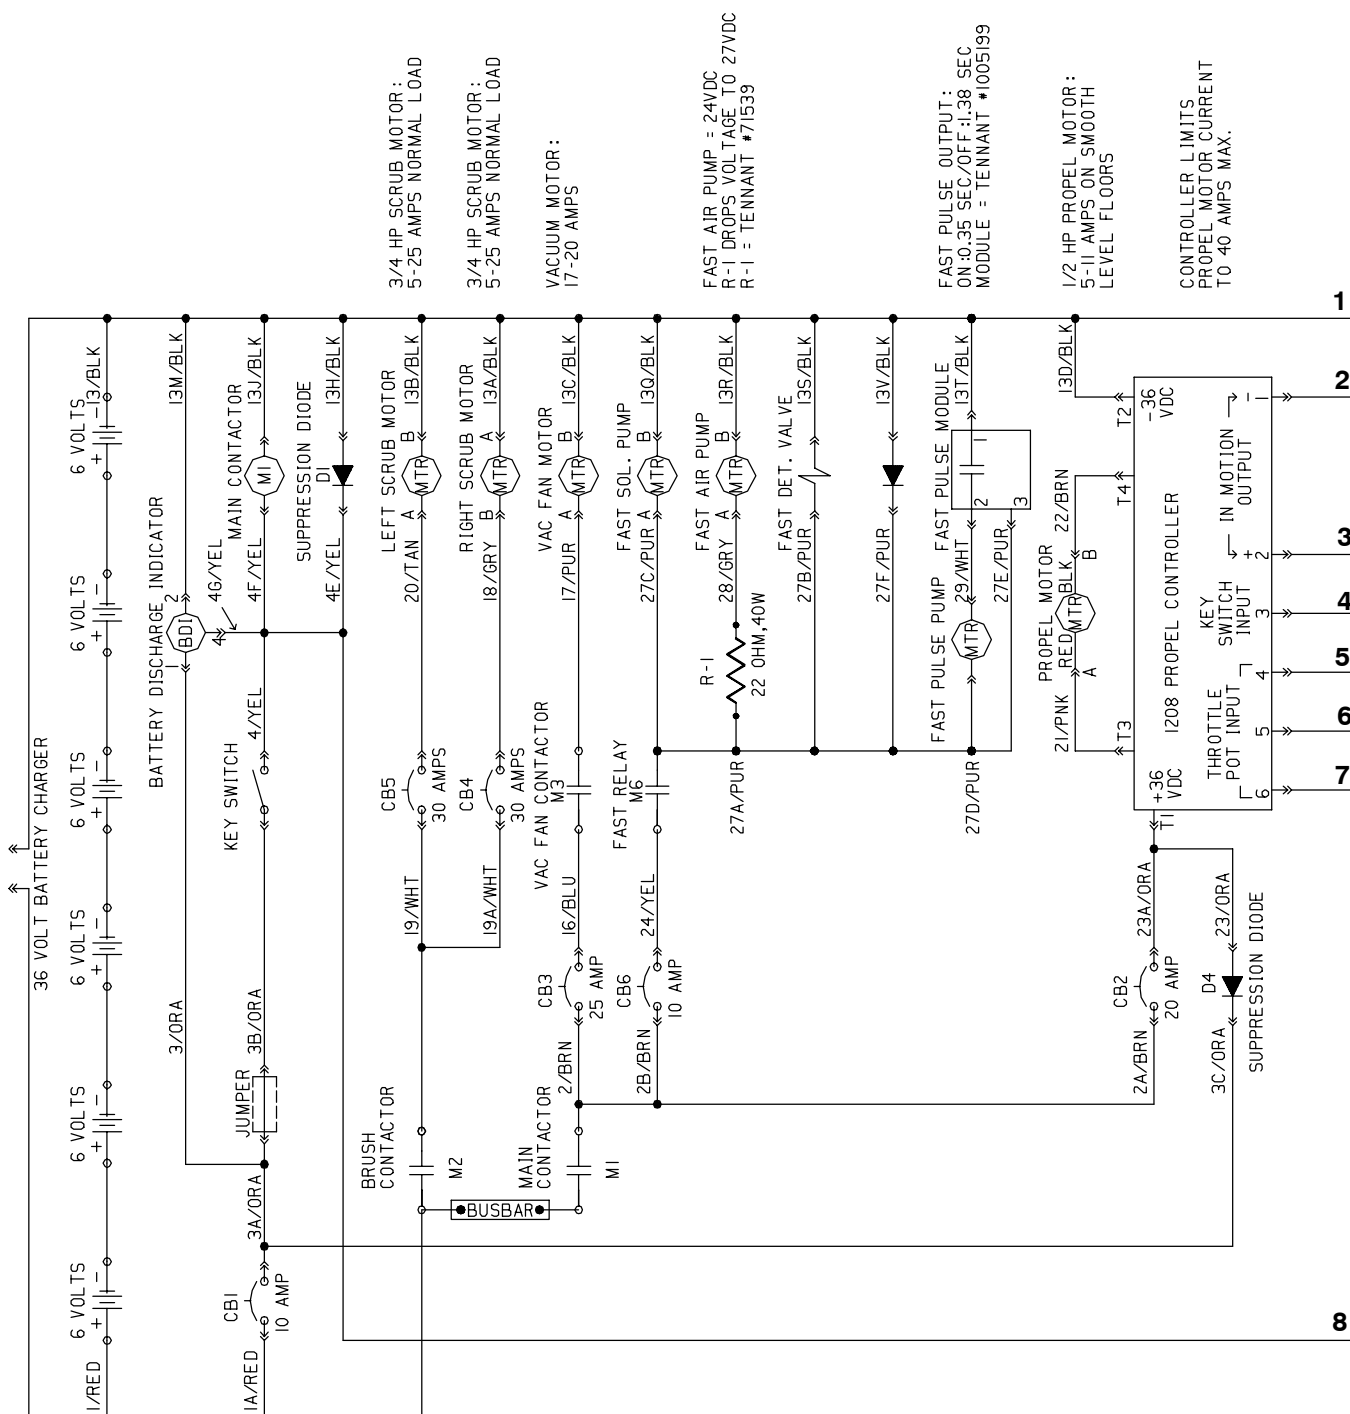 3/4 HP SCRUB MOTOR:
5-25 AMPS NORMAL LOAD
3/4 HP SCRUB MOTOR:
5-25 AMPS NORMAL LOAD
VACUUM MOTOR:
17-20 AMPS
FAST AIR PUMP = 24VDC
R-1 DROPS VOLTAGE TO 27VDC
R-1 = TENNANT #71539
FAST PULSE OUTPUT:
ON:0.35 SEC/OFF:1.38 SEC
MODULE = TENNANT #1005199
1/2 HP PROPEL MOTOR:
5-11 AMPS ON SMOOTH
LEVEL FLOORS
CONTROLLER LIMITS
PROPEL MOTOR CURRENT
TO 40 AMPS MAX.
1
2
3
4
5
6
7
8
36 VOLT BATTERY CHARGER
1/RED
+ -
6 VOLTS
+ -
6 VOLTS
+ -
6 VOLTS
+ -
6 VOLTS
+ -
6 VOLTS
+ -
6 VOLTS
13/BLK
BATTERY DISCHARGE INDICATOR
3/ORA
1
BDI
2
4
4G/YEL
13M/BLK
1A/RED
CB1
10 AMP
3A/ORA
JUMPER
3B/ORA
KEY SWITCH
4/YEL
4F/YEL
MAIN CONTACTOR
M1
13J/BLK
4E/YEL
SUPPRESSION DIODE
D1
13H/BLK
BRUSH
CONTACTOR
M2
BUSBAR
MAIN
CONTACTOR
M1
19/WHT
CB5
30 AMPS
20/TAN
LEFT SCRUB MOTOR
A
MTR
B
13B/BLK
19A/WHT
CB4
30 AMPS
18/GRY
RIGHT SCRUB MOTOR
B
MTR
A
13A/BLK
2/BRN
CB3
25 AMP
16/BLU
VAC FAN CONTACTOR
M3
17/PUR
VAC FAN MOTOR
A
MTR
B
13C/BLK
2B/BRN
CB6
10 AMP
24/YEL
FAST RELAY
M6
27C/PUR
FAST SOL. PUMP
A
MTR
B
13Q/BLK
27A/PUR
R-1
22 OHM,40W
28/GRY
FAST AIR PUMP
A
MTR
B
13R/BLK
27B/PUR
FAST DET. VALVE
13S/BLK
27F/PUR
13V/BLK
27D/PUR
FAST PULSE PUMP
MTR
29/WHT
27E/PUR
FAST PULSE MODULE
2
3
1
13T/BLK
21/PNK
PROPEL MOTOR
A
RED
MTR
BLK
B
22/BRN
13D/BLK
T1
T3
T4
T2
+36
VDC
-36
VDC
1208 PROPEL CONTROLLER
THROTTLE
POT INPUT
KEY
SWITCH
INPUT
IN MOTION
OUTPUT
+ -
6
5
4
3
2
1
2A/BRN
CB2
20 AMP
23A/ORA
3C/ORA
D4
23/ORA
SUPPRESSION DIODE